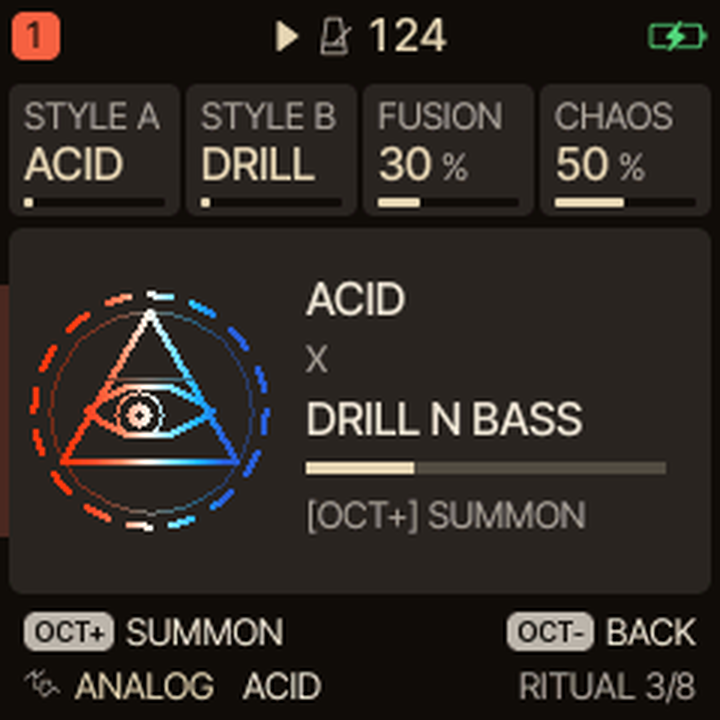 1 124
STYLE A STYLE B FUSION CHAOS
ACID DRILL 30 % 50 %
ACID
X
DRILL N BASS
[OCT+] SUMMON
OCT+ SUMMON OCT- BACK
ANALOG ACID RITUAL 3/8